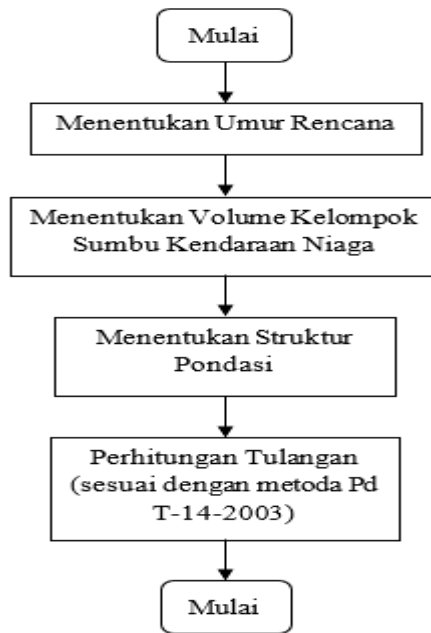 Mulai
Menentukan Umur Rencana
Menentukan Volume Kelompok
Sumbu Kendaraan Niaga
Menentukan Struktur
Pondasi
Perhitungan Tulangan
(sesuai dengan metoda Pd
T-14-2003)
Mulai